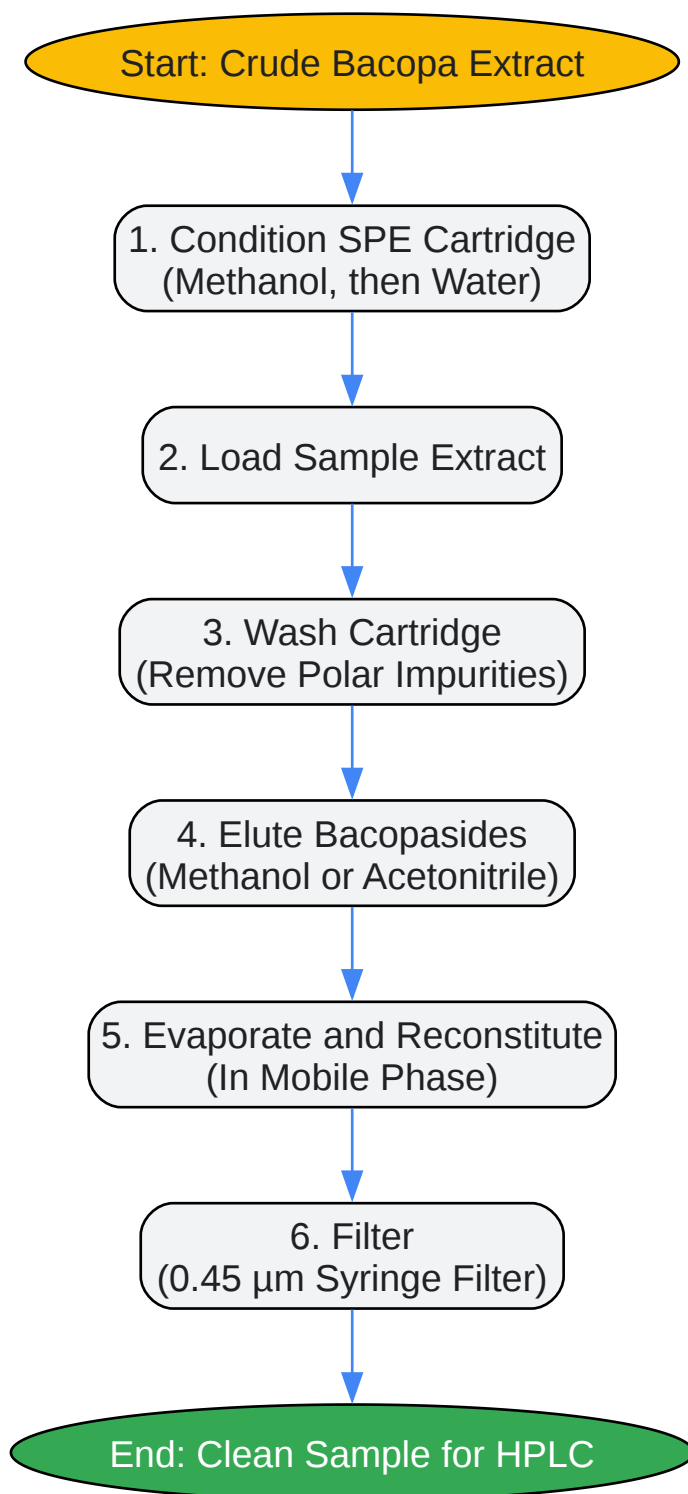 Start: Crude Bacopa Extract
1. Condition SPE Cartridge
(Methanol, then Water)
2. Load Sample Extract
3. Wash Cartridge
(Remove Polar Impurities)
4. Elute Bacopasides
(Methanol or Acetonitrile)
5. Evaporate and Reconstitute
(In Mobile Phase)
6. Filter
(0.45 µm Syringe Filter)
End: Clean Sample for HPLC